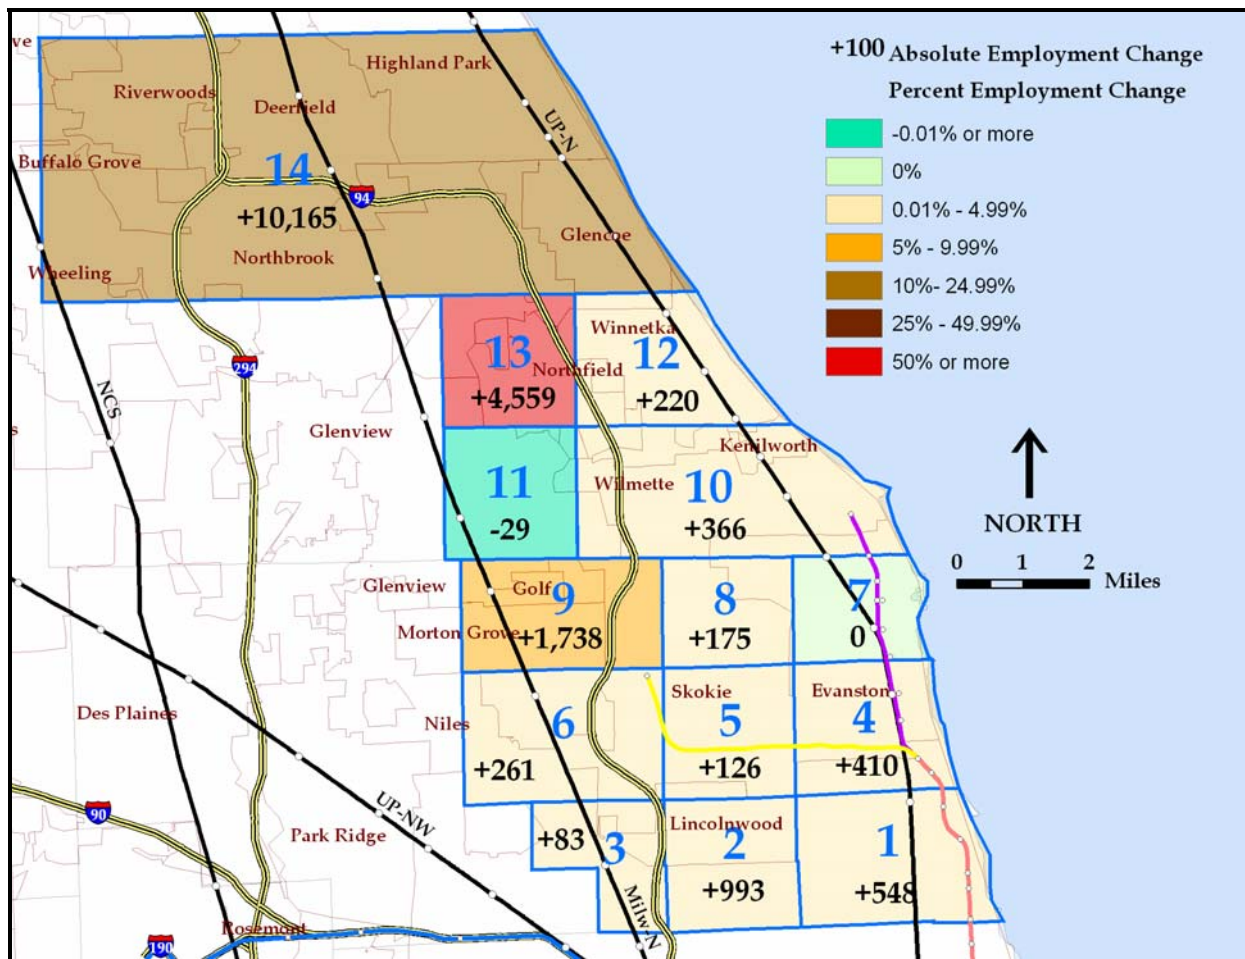 +100 Absolute Employment Change
Percent Employment Change
-0.01% or more
0%
0.01% - 4.99%
5% - 9.99%
10%- 24.99%
25% - 49.99%
50% or more
NORTH
0 1 2
Miles
ve
Highland Park
Riverwoods
Deerfield
UP-N
Buffalo Grove
14
94
+10,165
Glencoe
Northbrook
Wheeling
Winnetka
13
12
Northfield
294
+4,559
+220
NCS
s
Glenview
Kenilworth
11
Wilmette
10
-29
+366
Glenview
Golf
9
8
7
Morton Grove
+1,738
+175
0
Skokie
Evanston
Des Plaines
Niles
6
5
4
+261
+126
+410
90
UP-NW
Park Ridge
+83
3
Lincolnwood
2
1
+993
+548
Milw-N
Rosemont
190